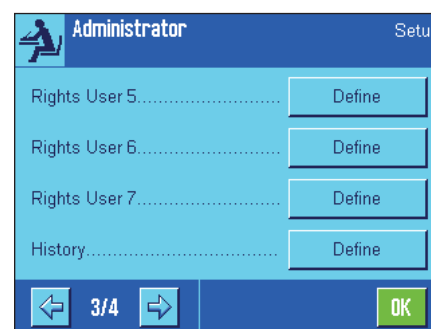 Administrator Setu
Rights User 5.......................... Define
Rights User 6.......................... Define
Rights User 7.......................... Define
History.................................. Define
3/4 OK